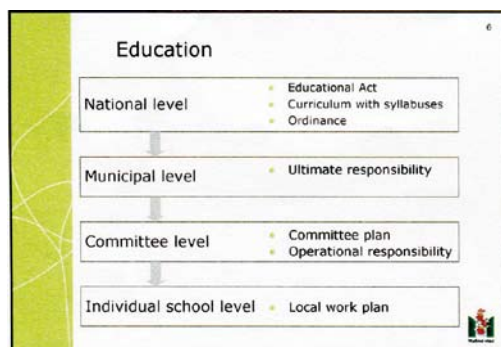 6
Education
National level
Educational Act
Curriculum with syllabuses
Ordinance
Municipal level
Ultimate responsibility
Committee level
Committee plan
Operational responsibility
Individual school level
Local work plan